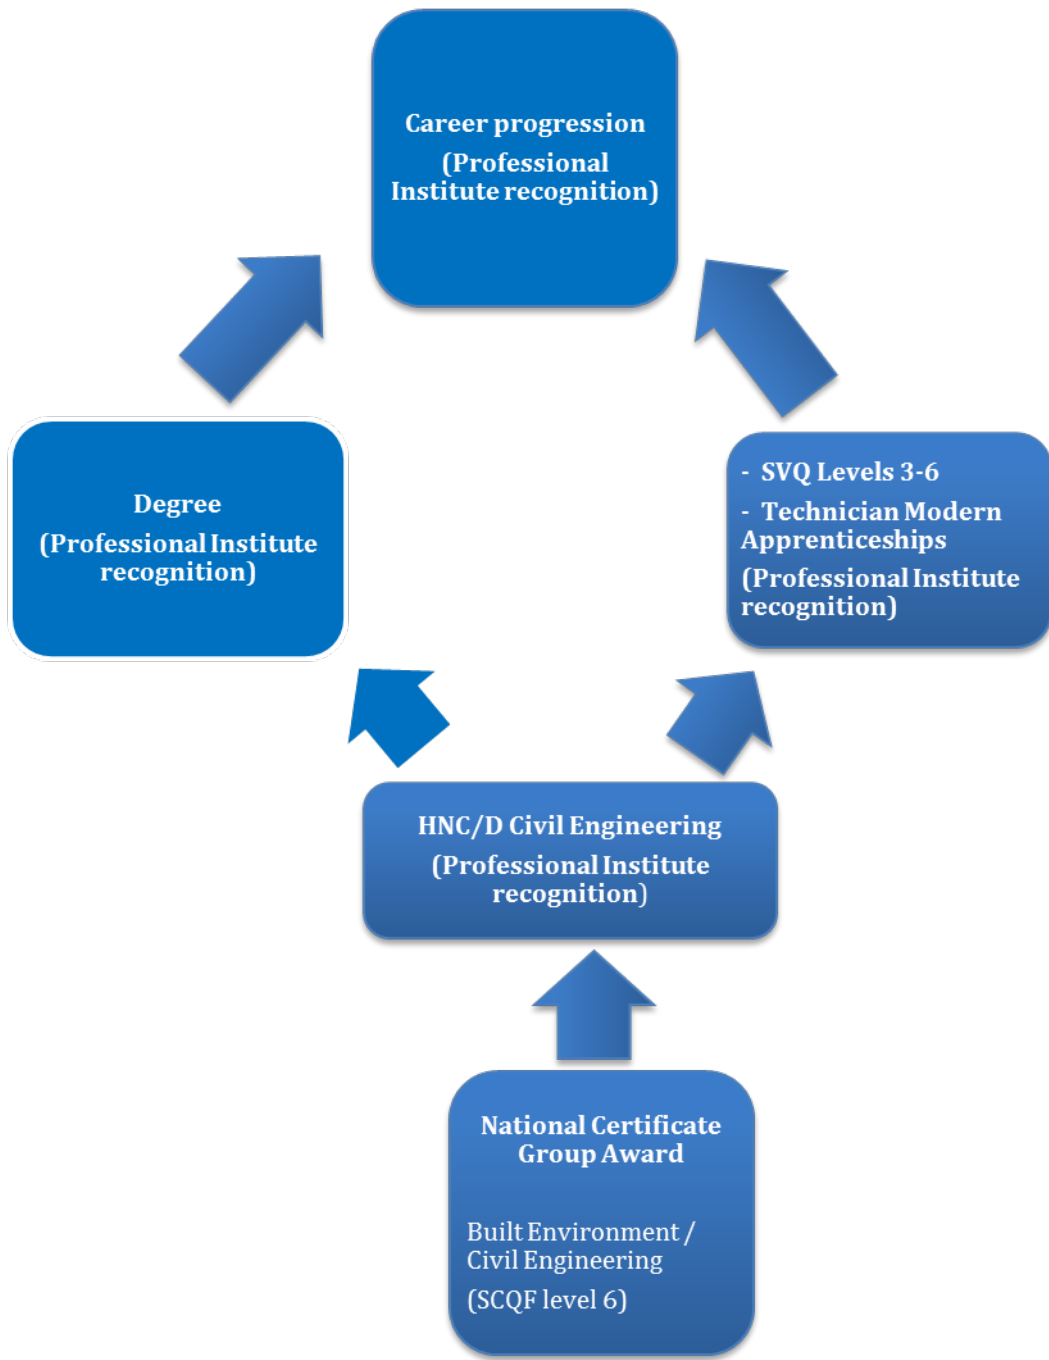 Career progression
(Professional
Institute recognition)
Degree
(Professional Institute
recognition)
- SVQ Levels 3-6
- Technician Modern
Apprenticeships
(Professional Institute
recognition)
HNC/D Civil Engineering
(Professional Institute
recognition)
National Certificate
Group Award
Built Environment /
Civil Engineering
(SCQF level 6)